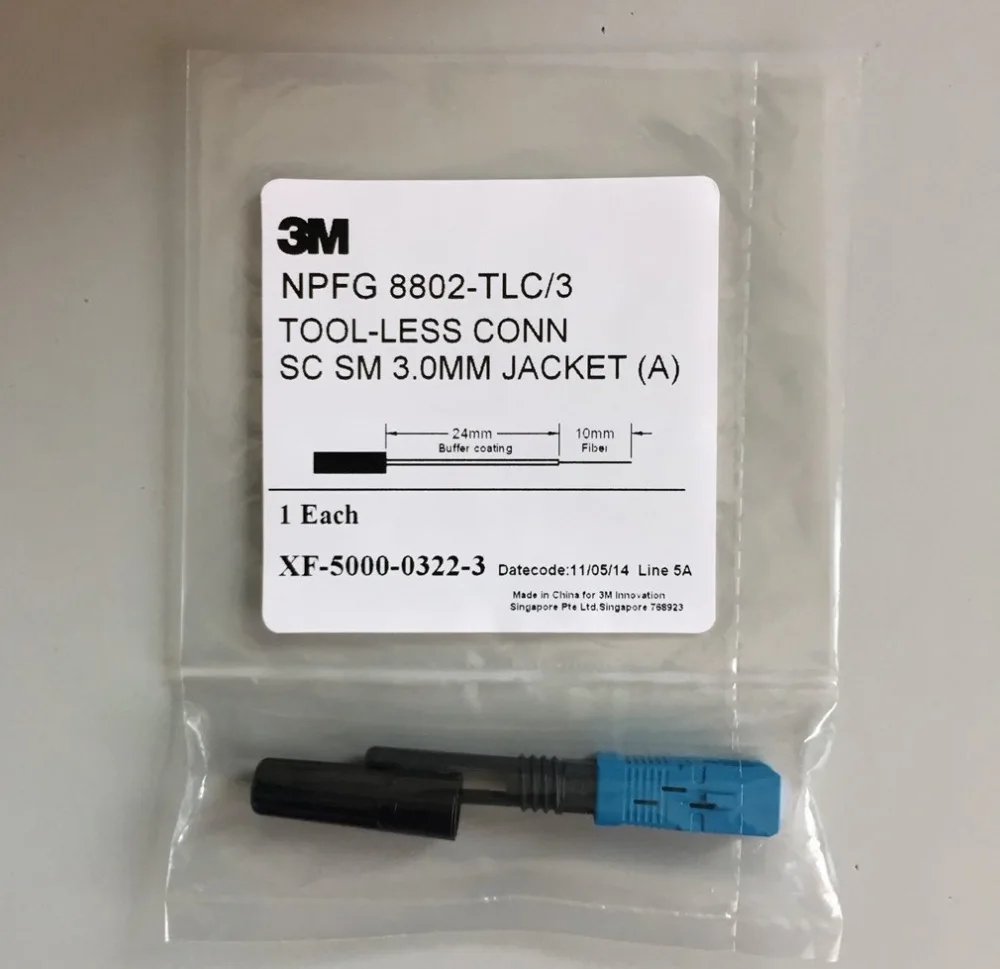 3M
NPFG 8802-TLC/3
TOOL-LESS CONN
SC SM 3.0MM JACKET (A)
24mm 10mm
Buffer coating Fiber
1 Each
XF-5000-0322-3 Datecode:11/05/14 Line 5A
Made in China for 3M Innovation
Singapore Pte Ltd.Singapore 768923